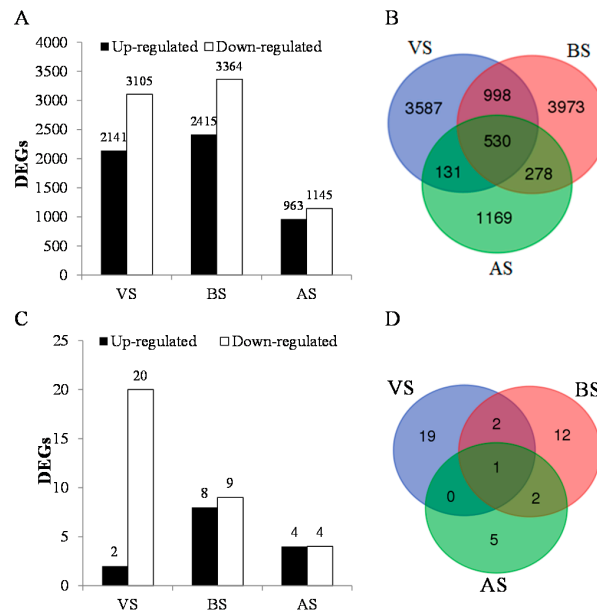 A
Up-regulated Down-regulated
4000
3500
3000
2500
2000
1500
1000
500
0
DEGs
2141
3105
2415
3364
963
1145
VS BS AS
B
VS
BS
3587
998
3973
530
131
278
1169
AS
C
Up-regulated Down-regulated
25
20
15
10
5
0
DEGs
2
20
8
9
4
4
VS BS AS
D
VS
BS
19
2
12
1
0
2
5
AS